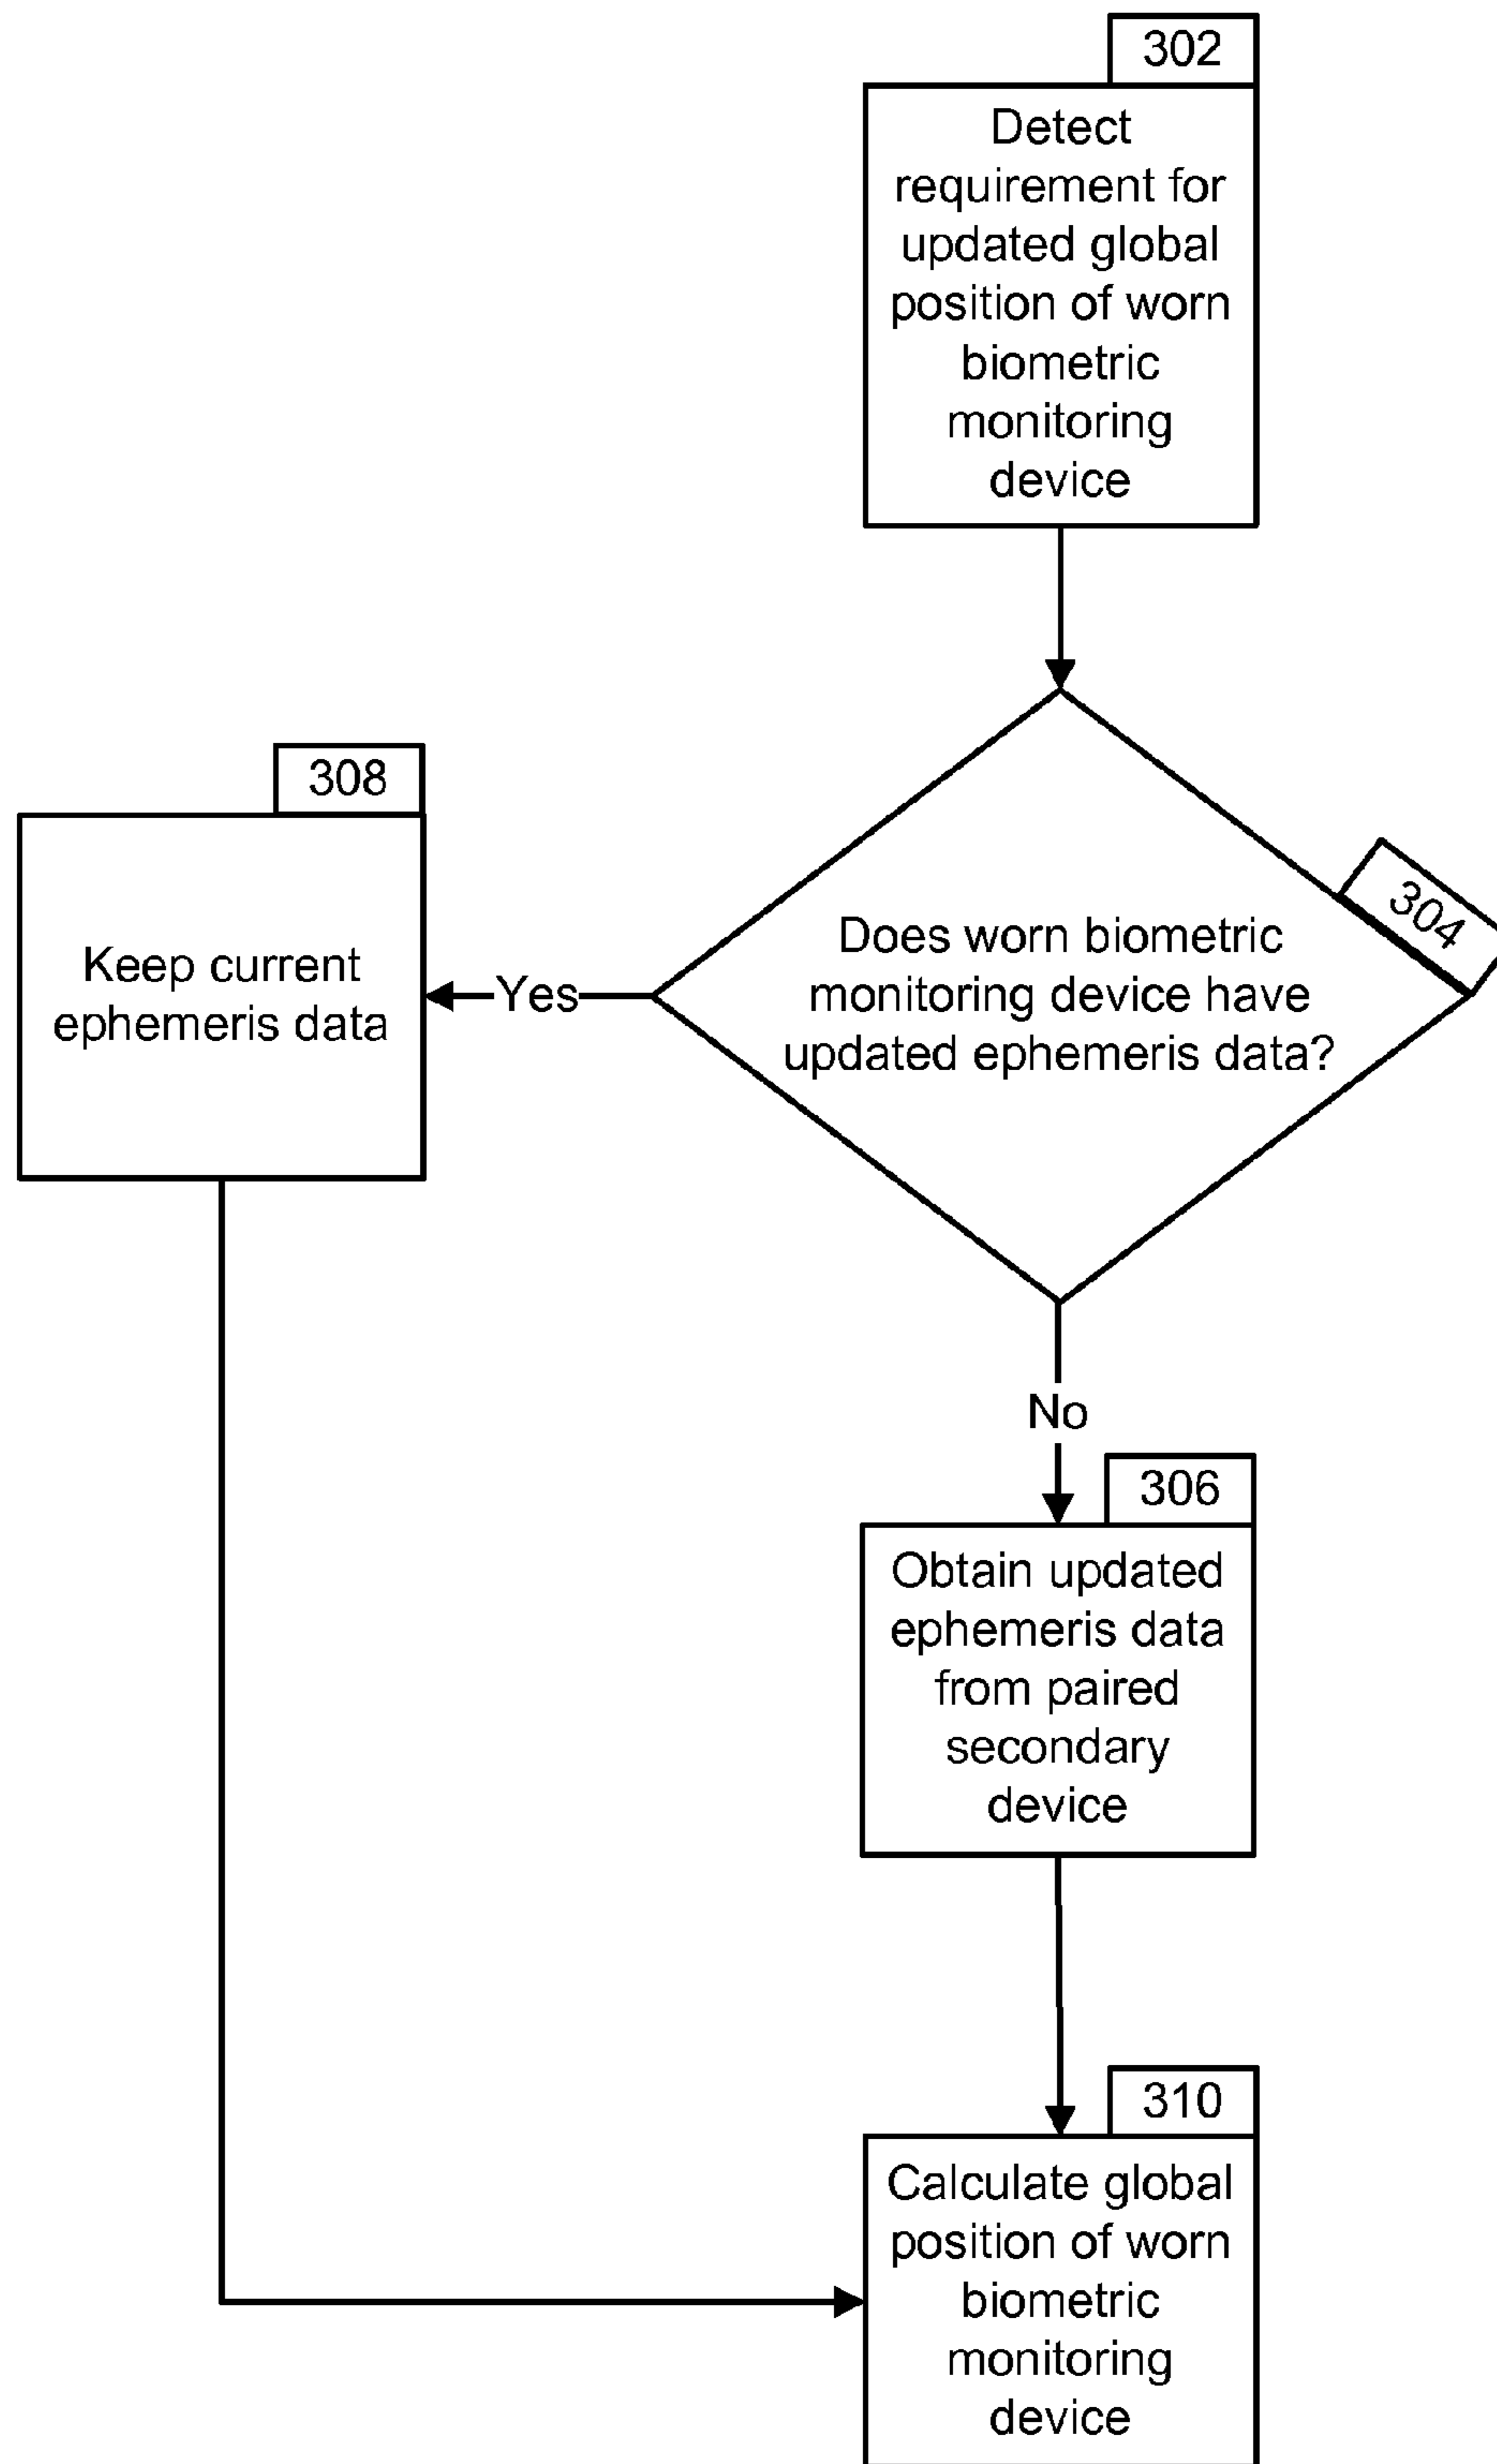 302
Detect
requirement for
updated global
position of worn
biometric
monitoring
device
308
Keep current
ephemeris data
Yes
304
Does worn biometric
monitoring device have
updated ephemeris data?
No
306
Obtain updated
ephemeris data
from paired
secondary
device
310
Calculate global
position of worn
biometric
monitoring
device